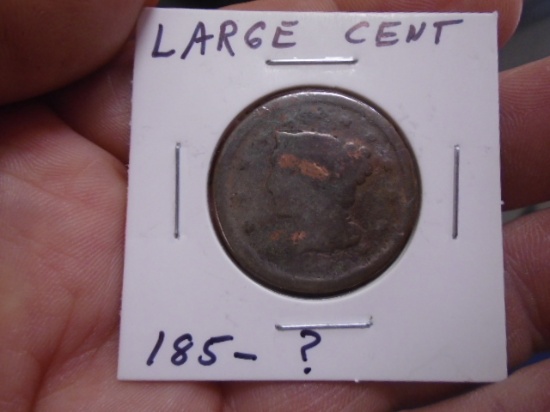 LARGE CENT
185- ?